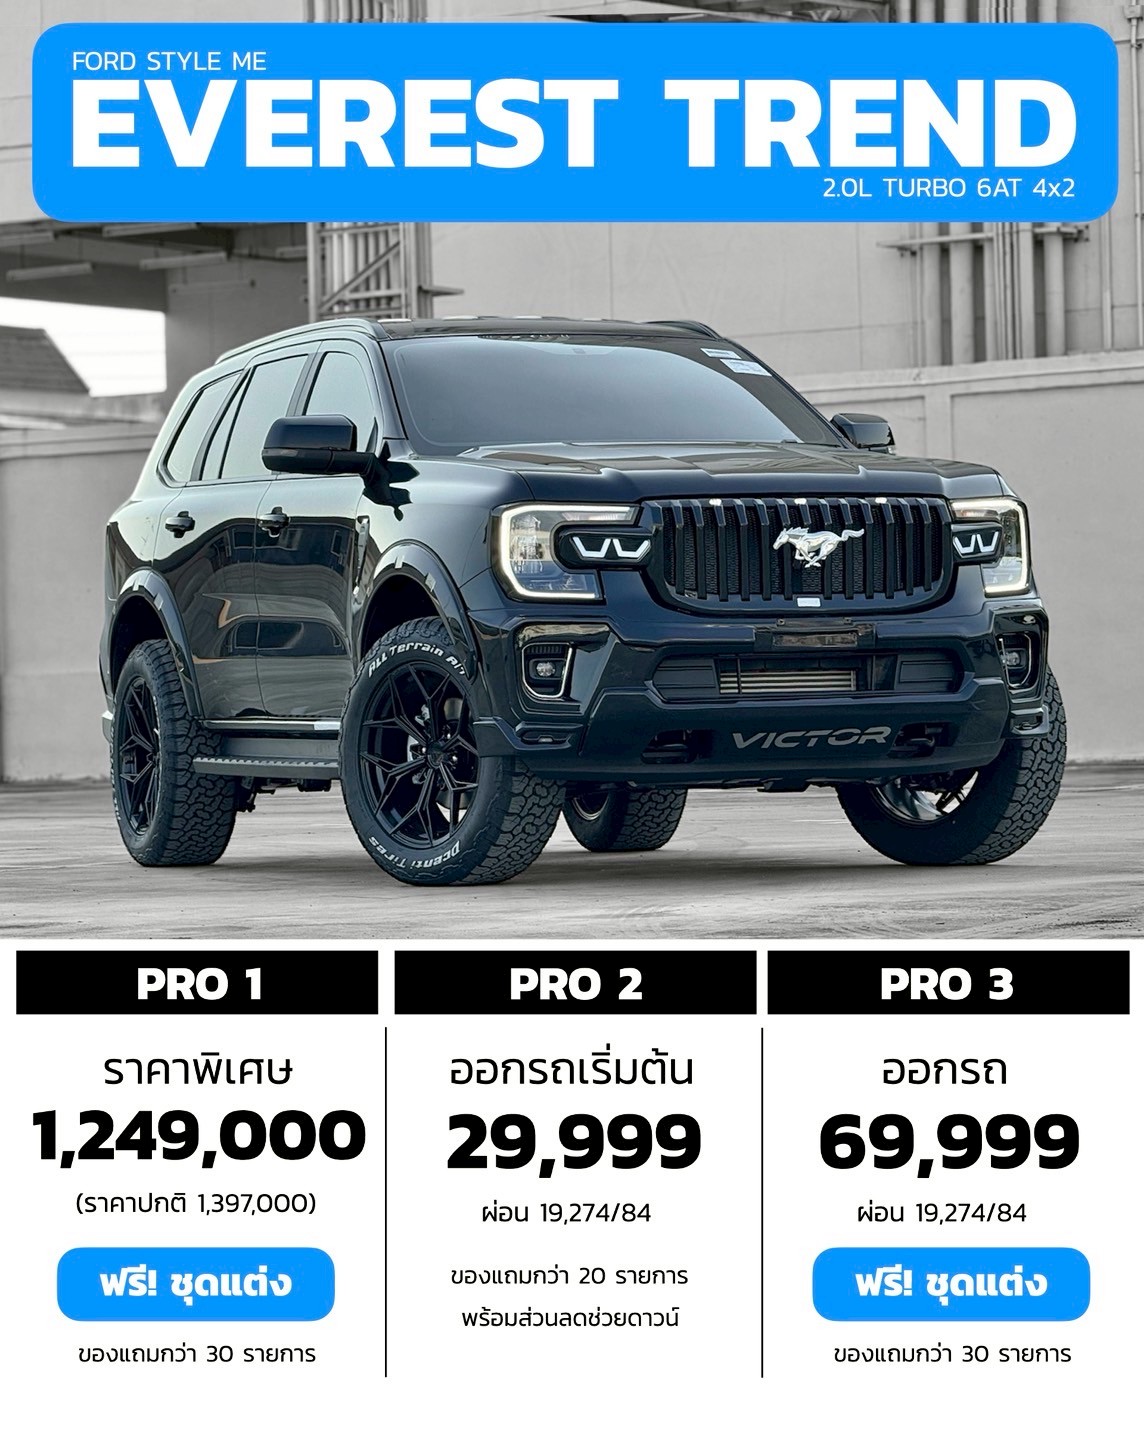 FORD STYLE ME
EVEREST TREND
2.0L TURBO 6AT 4x2
ALL Terrain A/T
VICTOR
PRO 1
ราคาพิเศษ
1,249,000
(ราคาปกติ 1,397,000)
ฟรี! ชุดแต่ง
ของแถมกว่า 30 รายการ
PRO 2
ออกรถเริ่มต้น
29,999
ผ่อน 19,274/84
ของแถมกว่า 20 รายการ
พร้อมส่วนลดช่วยดาวน์
PRO 3
ออกรถ
69,999
ผ่อน 19,274/84
ฟรี! ชุดแต่ง
ของแถมกว่า 30 รายการ